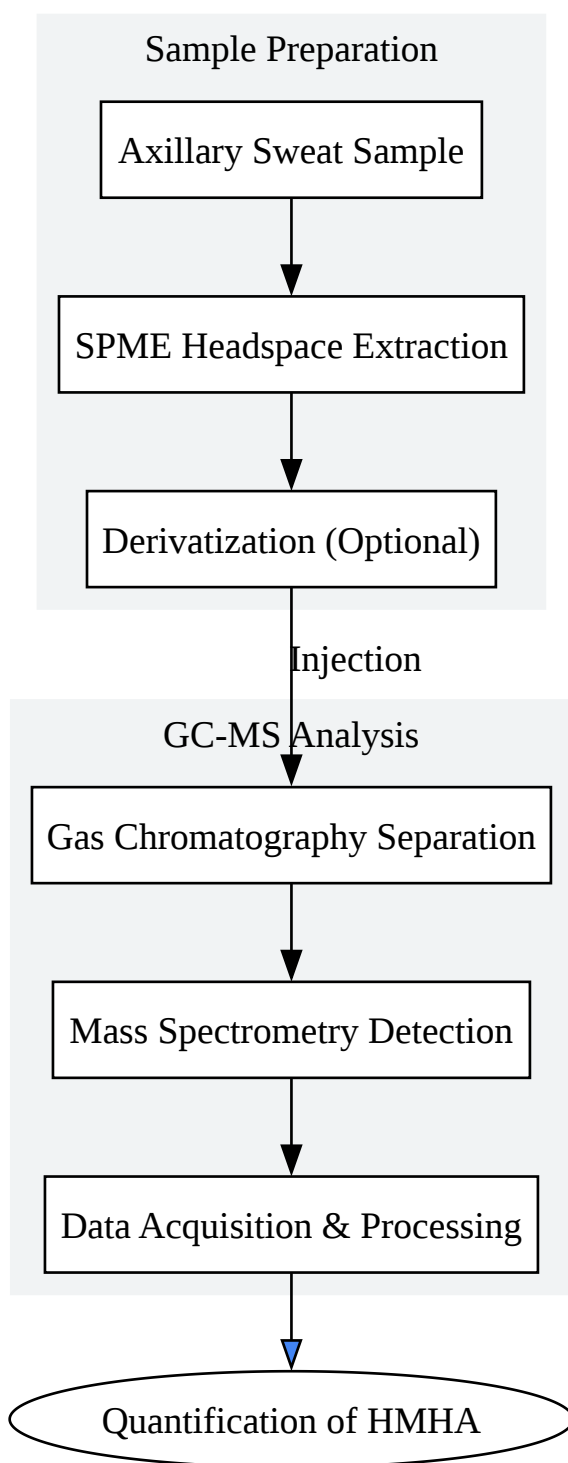 Sample Preparation
Axillary Sweat Sample
SPME Headspace Extraction
Derivatization (Optional)
Injection
GC-MS Analysis
Gas Chromatography Separation
Mass Spectrometry Detection
Data Acquisition & Processing
Quantification of HMHA